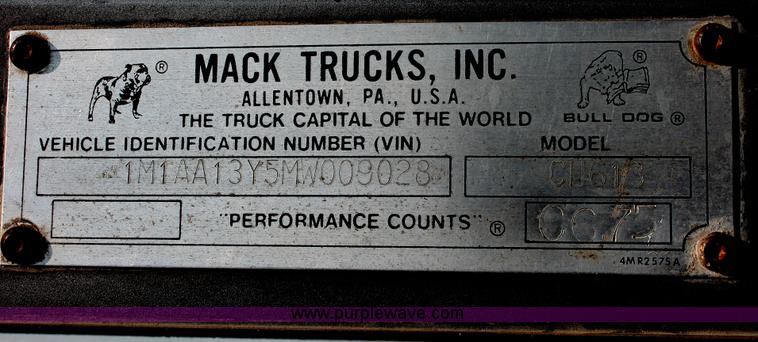 MACK TRUCKS, INC.
ALLENTOWN, PA., U.S.A.
THE TRUCK CAPITAL OF THE WORLD
® ® BULL DOG ®
VEHICLE IDENTIFICATION NUMBER (VIN) MODEL
1M1AA13Y5MW009028 CH613
"PERFORMANCE COUNTS" ®
4MR2575A
www.purplewave.com